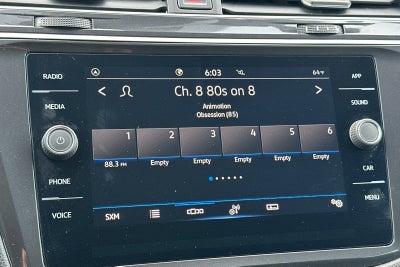 RADIO
MEDIA
PHONE
VOICE
6:03
64°F
Ch. 8 80s on 8
Animation
Obsession (85)
1 2 3 4 5 6
88.3 FM Empty Empty Empty Empty Empty
SXM
APP
SOUND
CAR
MENU